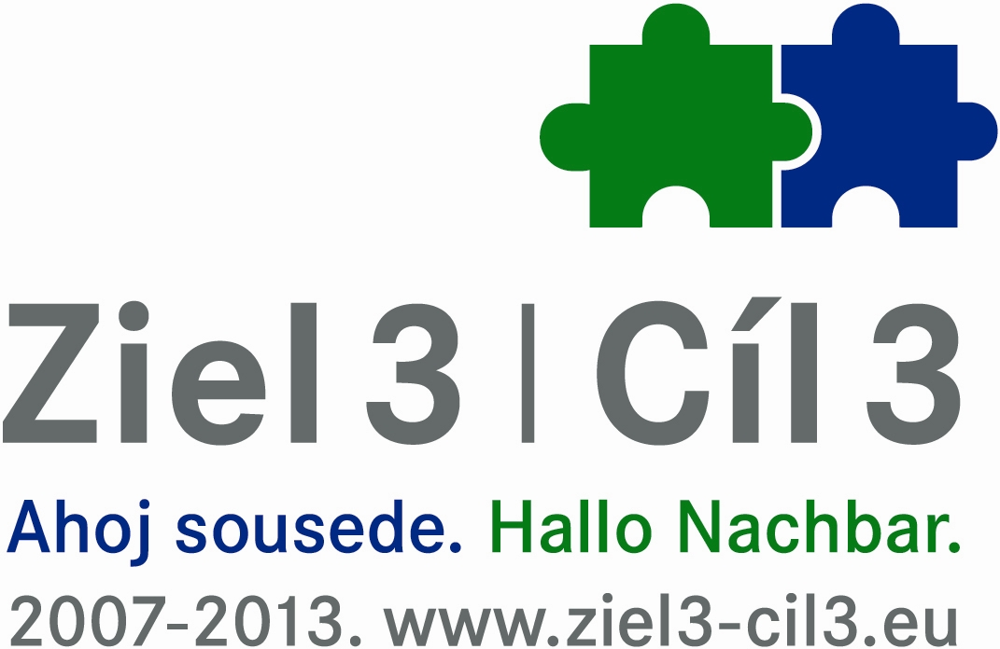 Ziel 3 | Cíl 3
Ahoj sousede. Hallo Nachbar.
2007-2013. www.ziel3-cil3.eu